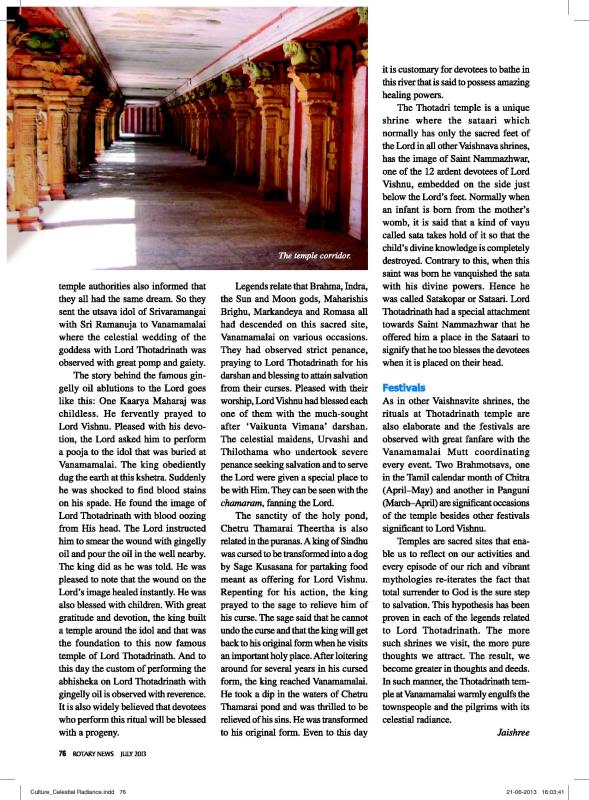 The temple corridor.
temple authorities also informed that
they all had the same dream. So they
sent the utsava idol of Srivaramangai
with Sri Ramanuja to Vanamamalai
where the celestial wedding of the
goddess with Lord Thotadrinath was
observed with great pomp and gaiety.
The story behind the famous gin-
gelly oil ablutions to the Lord goes
like this: One Kaarya Maharaj was
childless. He fervently prayed to
Lord Vishnu. Pleased with his devo-
tion, the Lord asked him to perform
a pooja to the idol that was buried at
Vanamamalai. The king obediently
dug the earth at this kshetra. Suddenly
he was shocked to find blood stains
on his spade. He found the image of
Lord Thotadrinath with blood oozing
from His head. The Lord instructed
him to smear the wound with gingelly
oil and pour the oil in the well nearby.
The king did as he was told. He was
pleased to note that the wound on the
Lord's image healed instantly. He was
also blessed with children. With great
gratitude and devotion, the king built
a temple around the idol and that was
the foundation to this now famous
temple of Lord Thotadrinath. And to
this day the custom of performing the
abhisheka on Lord Thotadrinath with
gingelly oil is observed with reverence.
It is also widely believed that devotees
who perform this ritual will be blessed
with a progeny.
Legends relate that Brahma, Indra,
the Sun and Moon gods, Maharishis
Brighu, Markandeya and Romasa all
had descended on this sacred site,
Vanamamalai on various occasions.
They had observed strict penance,
praying to Lord Thotadrinath for his
darshan and blessing to attain salvation
from their curses. Pleased with their
worship, Lord Vishnu had blessed each
one of them with the much-sought
after 'Vaikunta Vimana' darshan.
The celestial maidens, Urvashi and
Thilothama who undertook severe
penance seeking salvation and to serve
the Lord were given a special place to
be with Him. They can be seen with the
chamaram, fanning the Lord.
The sanctity of the holy pond,
Chetru Thamarai Theertha is also
related in the puranas. A king of Sindhu
was cursed to be transformed into a dog
by Sage Kusasana for partaking food
meant as offering for Lord Vishnu.
Repenting for his action, the king
prayed to the sage to relieve him of
his curse. The sage said that he cannot
undo the curse and that the king will get
back to his original form when he visits
an important holy place. After loitering
around for several years in his cursed
form, the king reached Vanamamalai.
He took a dip in the waters of Chetru
Thamarai pond and was thrilled to be
relieved of his sins. He was transformed
to his original form. Even to this day
it is customary for devotees to bathe in
this river that is said to possess amazing
healing powers.
The Thotadri temple is a unique
shrine where the sataari which
normally has only the sacred feet of
the Lord in all other Vaishnava shrines,
has the image of Saint Nammazhwar,
one of the 12 ardent devotees of Lord
Vishnu, embedded on the side just
below the Lord's feet. Normally when
an infant is born from the mother's
womb, it is said that a kind of vayu
called sata takes hold of it so that the
child's divine knowledge is completely
destroyed. Contrary to this, when this
saint was born he vanquished the sata
with his divine powers. Hence he
was called Satakopar or Sataari. Lord
Thotadrinath had a special attachment
towards Saint Nammazhwar that he
offered him a place in the Sataari to
signify that he too blesses the devotees
when it is placed on their head.
Festivals
As in other Vaishnavite shrines, the
rituals at Thotadrinath temple are
also elaborate and the festivals are
observed with great fanfare with the
Vanamamalai Mutt coordinating
every event. Two Brahmotsavs, one
in the Tamil calendar month of Chitra
(April–May) and another in Panguni
(March–April) are significant occasions
of the temple besides other festivals
significant to Lord Vishnu.
Temples are sacred sites that ena-
ble us to reflect on our activities and
every episode of our rich and vibrant
mythologies re-iterates the fact that
total surrender to God is the sure step
to salvation. This hypothesis has been
proven in each of the legends related
to Lord Thotadrinath. The more
such shrines we visit, the more pure
thoughts we attract. The result, we
become greater in thoughts and deeds.
In such manner, the Thotadrinath tem-
ple at Vanamamalai warmly engulfs the
townspeople and the pilgrims with its
celestial radiance.
Jaishree
76 ROTARY NEWS JULY 2013
Culture_Celestial Radiance.indd 76
21-06-2013 16:03:41